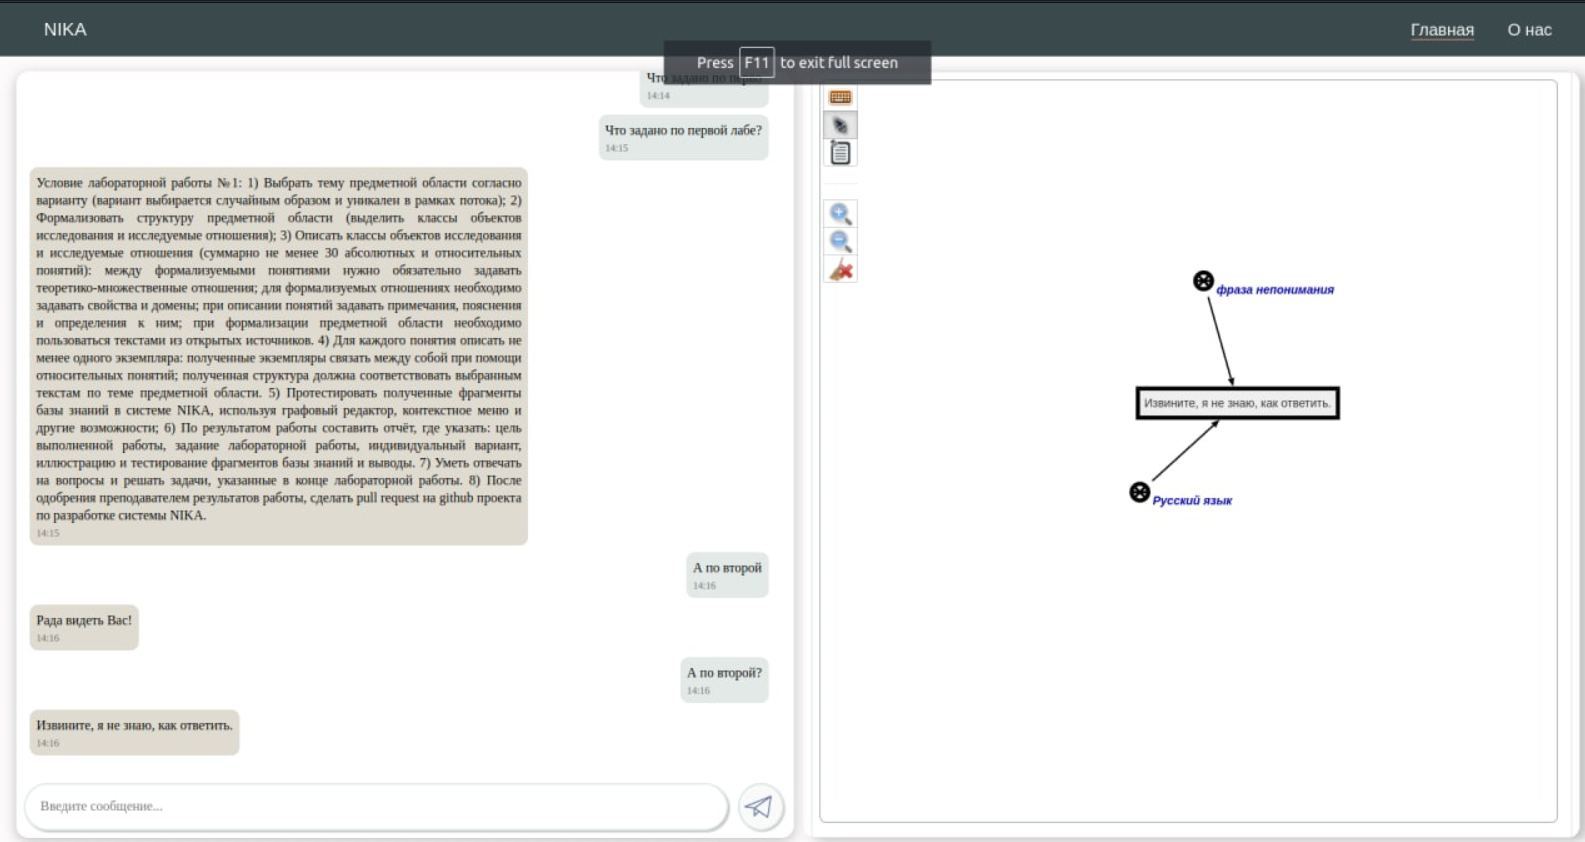 NIKA
Главная
О нас
Press F11 to exit full screen
Что задано по перво
14:14
Что задано по первой лабе?
14:15
Условие лабораторной работы №1: 1) Выбрать тему предметной области согласно
варианту (вариант выбирается случайным образом и уникален в рамках потока); 2)
Формализовать структуру предметной области (выделить классы объектов
исследования и исследуемые отношения); 3) Описать классы объектов исследования
и исследуемые отношения (суммарно не менее 30 абсолютных и относительных
понятий): между формализуемыми понятиями нужно обязательно задавать
теоретико-множественные отношения; для формализуемых отношениях необходимо
задавать свойства и домены; при описании понятий задавать примечания, пояснения
и определения к ним; при формализации предметной области необходимо
пользоваться текстами из открытых источников. 4) Для каждого понятия описать не
менее одного экземпляра: полученные экземпляры связать между собой при помощи
относительных понятий; полученная структура должна соответствовать выбранным
текстам по теме предметной области. 5) Протестировать полученные фрагменты
базы знаний в системе NIKA, используя графовый редактор, контекстное меню и
другие возможности; 6) По результатом работы составить отчёт, где указать: цель
выполненной работы, задание лабораторной работы, индивидуальный вариант,
иллюстрацию и тестирование фрагментов базы знаний и выводы. 7) Уметь отвечать
на вопросы и решать задачи, указанные в конце лабораторной работы. 8) После
одобрения преподавателем результатов работы, сделать pull request на github проекта
по разработке системы NIKA.
14:15
А по второй
14:16
Рада видеть Вас!
14:16
А по второй?
14:16
Извините, я не знаю, как ответить.
14:16
Введите сообщение...
фраза непонимания
Извините, я не знаю, как ответить.
Русский язык